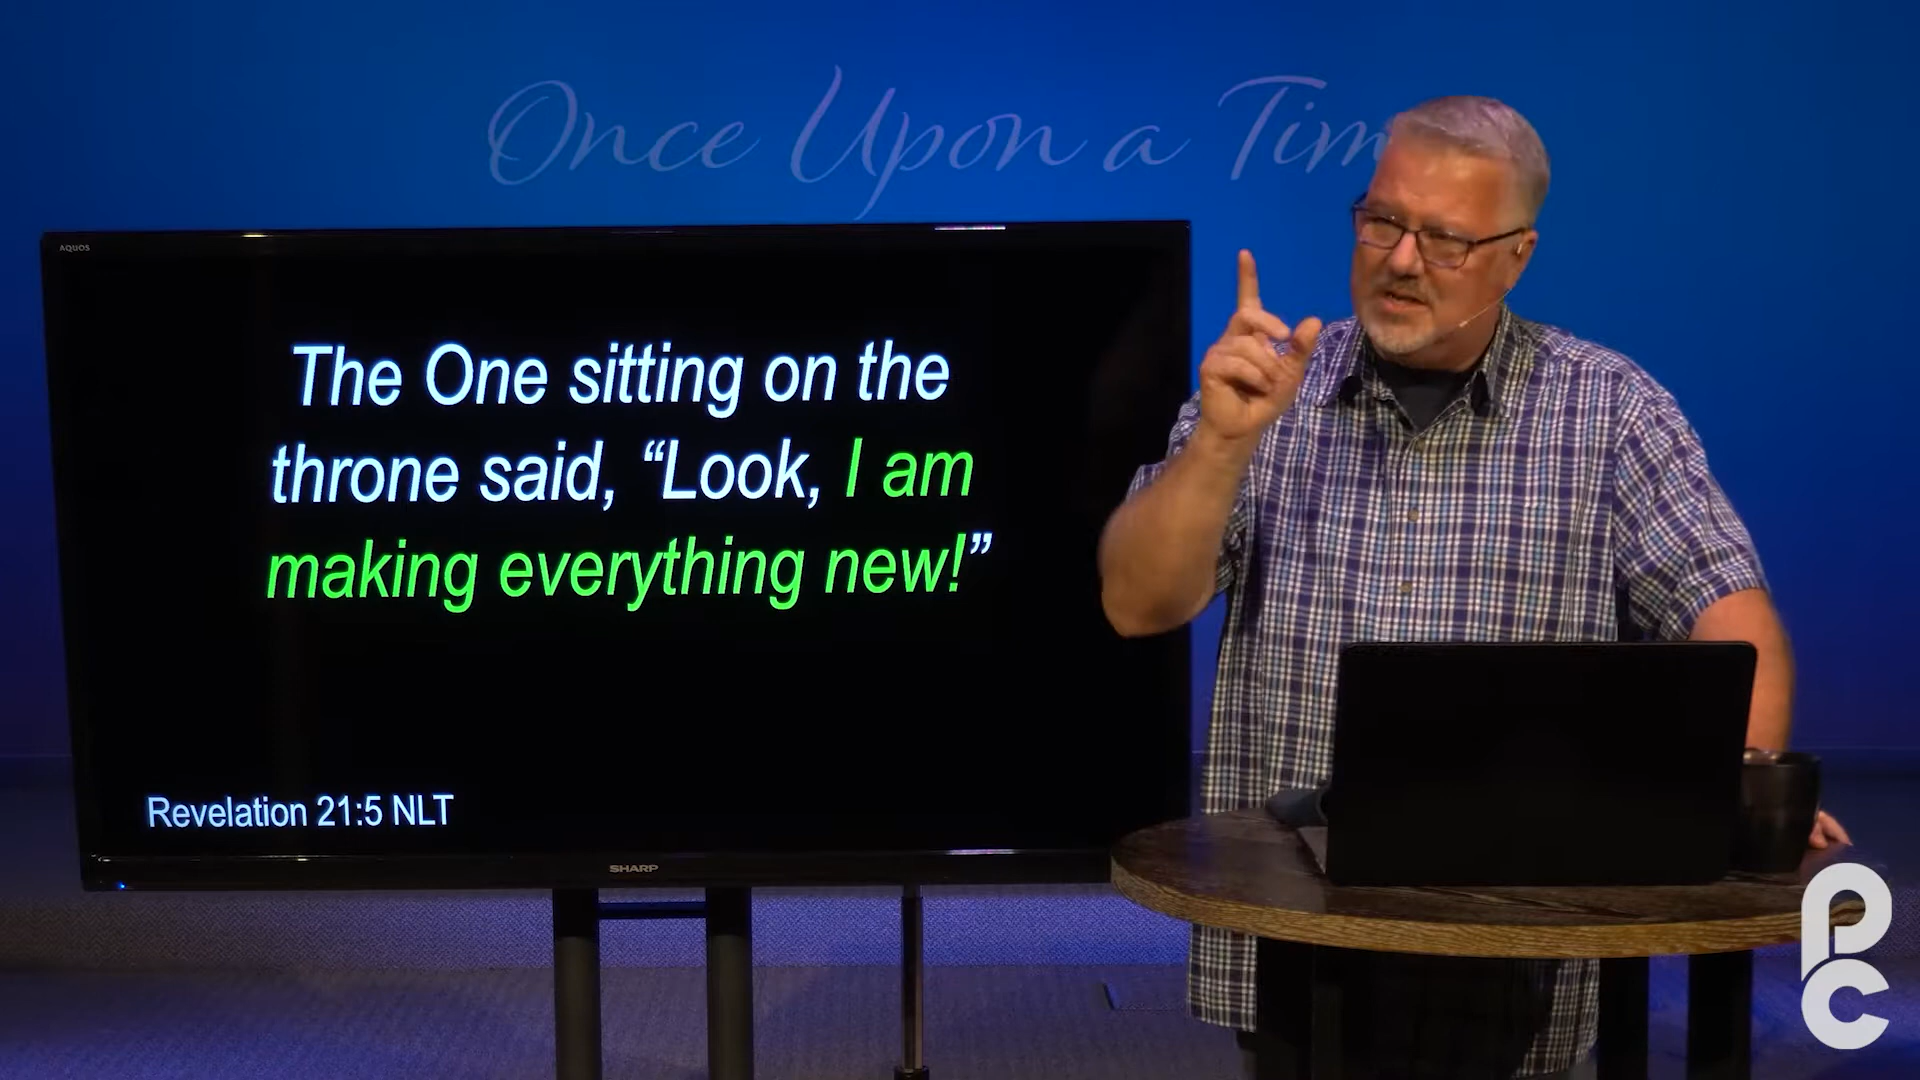 Once Upon a Tim
AQUOS
The One sitting on the
throne said, “Look, I am
making everything new!”
Revelation 21:5 NLT
SHARP
PC